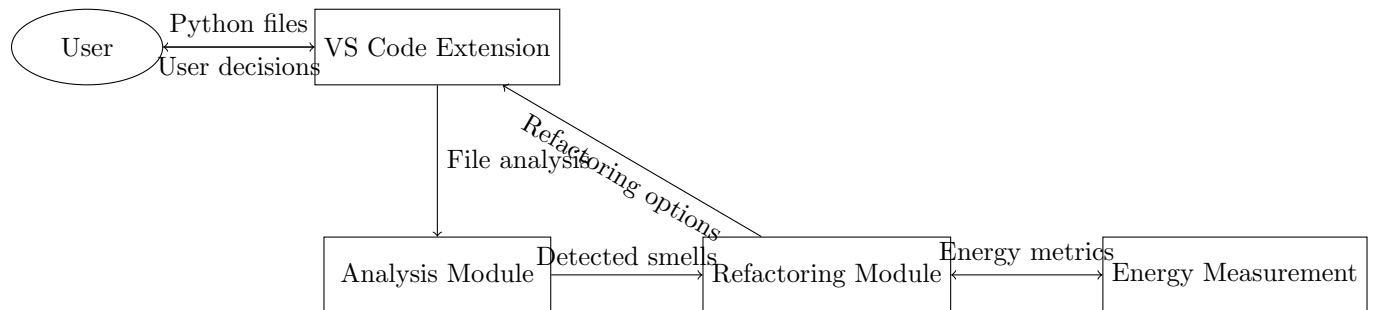 User
Python files
User decisions
VS Code Extension
File analysis
Refactoring options
Analysis Module
Detected smells
Refactoring Module
Energy metrics
Energy Measurement